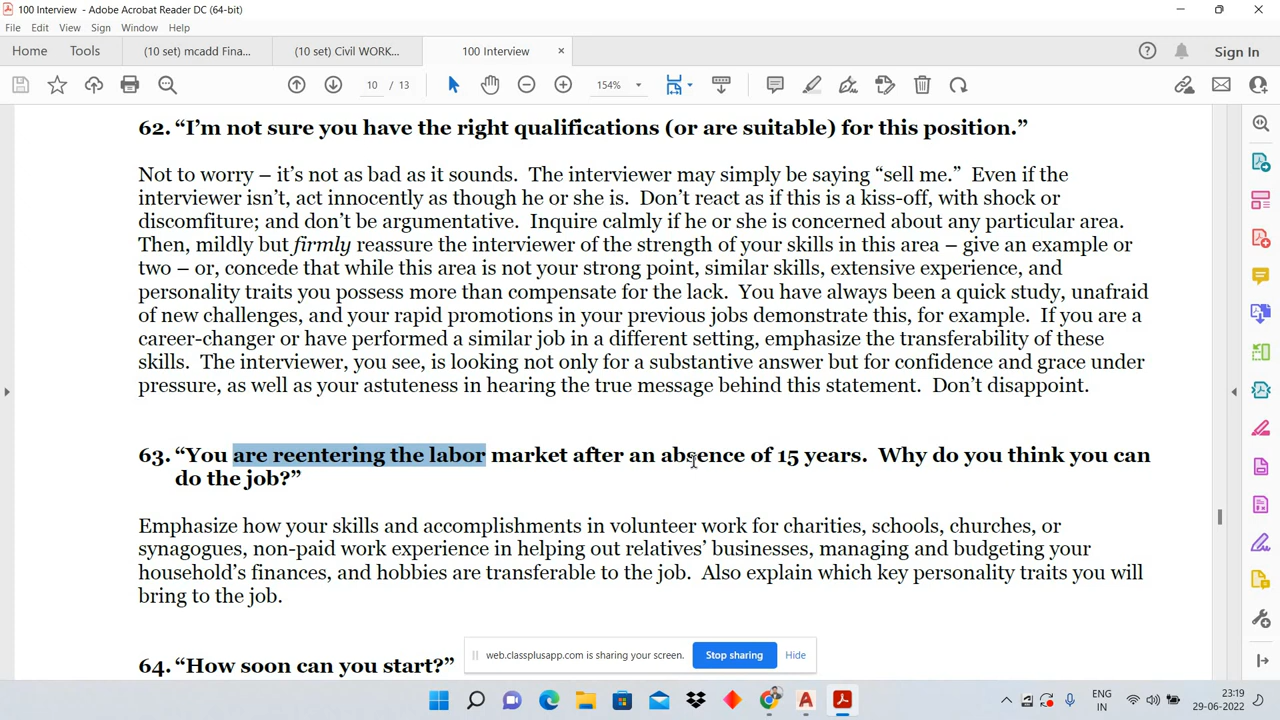 100 Interview - Adobe Acrobat Reader DC (64-bit)
File Edit View Sign Window Help
Home Tools (10 set) mcadd Fina... (10 set) Civil WORK... 100 Interview × Sign In
10 / 13 154%
62. “I’m not sure you have the right qualifications (or are suitable) for this position.”
Not to worry – it’s not as bad as it sounds. The interviewer may simply be saying “sell me.” Even if the
interviewer isn’t, act innocently as though he or she is. Don’t react as if this is a kiss-off, with shock or
discomfiture; and don’t be argumentative. Inquire calmly if he or she is concerned about any particular area.
Then, mildly but firmly reassure the interviewer of the strength of your skills in this area – give an example or
two – or, concede that while this area is not your strong point, similar skills, extensive experience, and
personality traits you possess more than compensate for the lack. You have always been a quick study, unafraid
of new challenges, and your rapid promotions in your previous jobs demonstrate this, for example. If you are a
career-changer or have performed a similar job in a different setting, emphasize the transferability of these
skills. The interviewer, you see, is looking not only for a substantive answer but for confidence and grace under
pressure, as well as your astuteness in hearing the true message behind this statement. Don’t disappoint.
63. “You are reentering the labor market after an absence of 15 years. Why do you think you can
do the job?”
Emphasize how your skills and accomplishments in volunteer work for charities, schools, churches, or
synagogues, non-paid work experience in helping out relatives’ businesses, managing and budgeting your
household’s finances, and hobbies are transferable to the job. Also explain which key personality traits you will
bring to the job.
64. “How soon can you start?”
web.classplusapp.com is sharing your screen. Stop sharing Hide
ENG 23:19
IN 29-06-2022